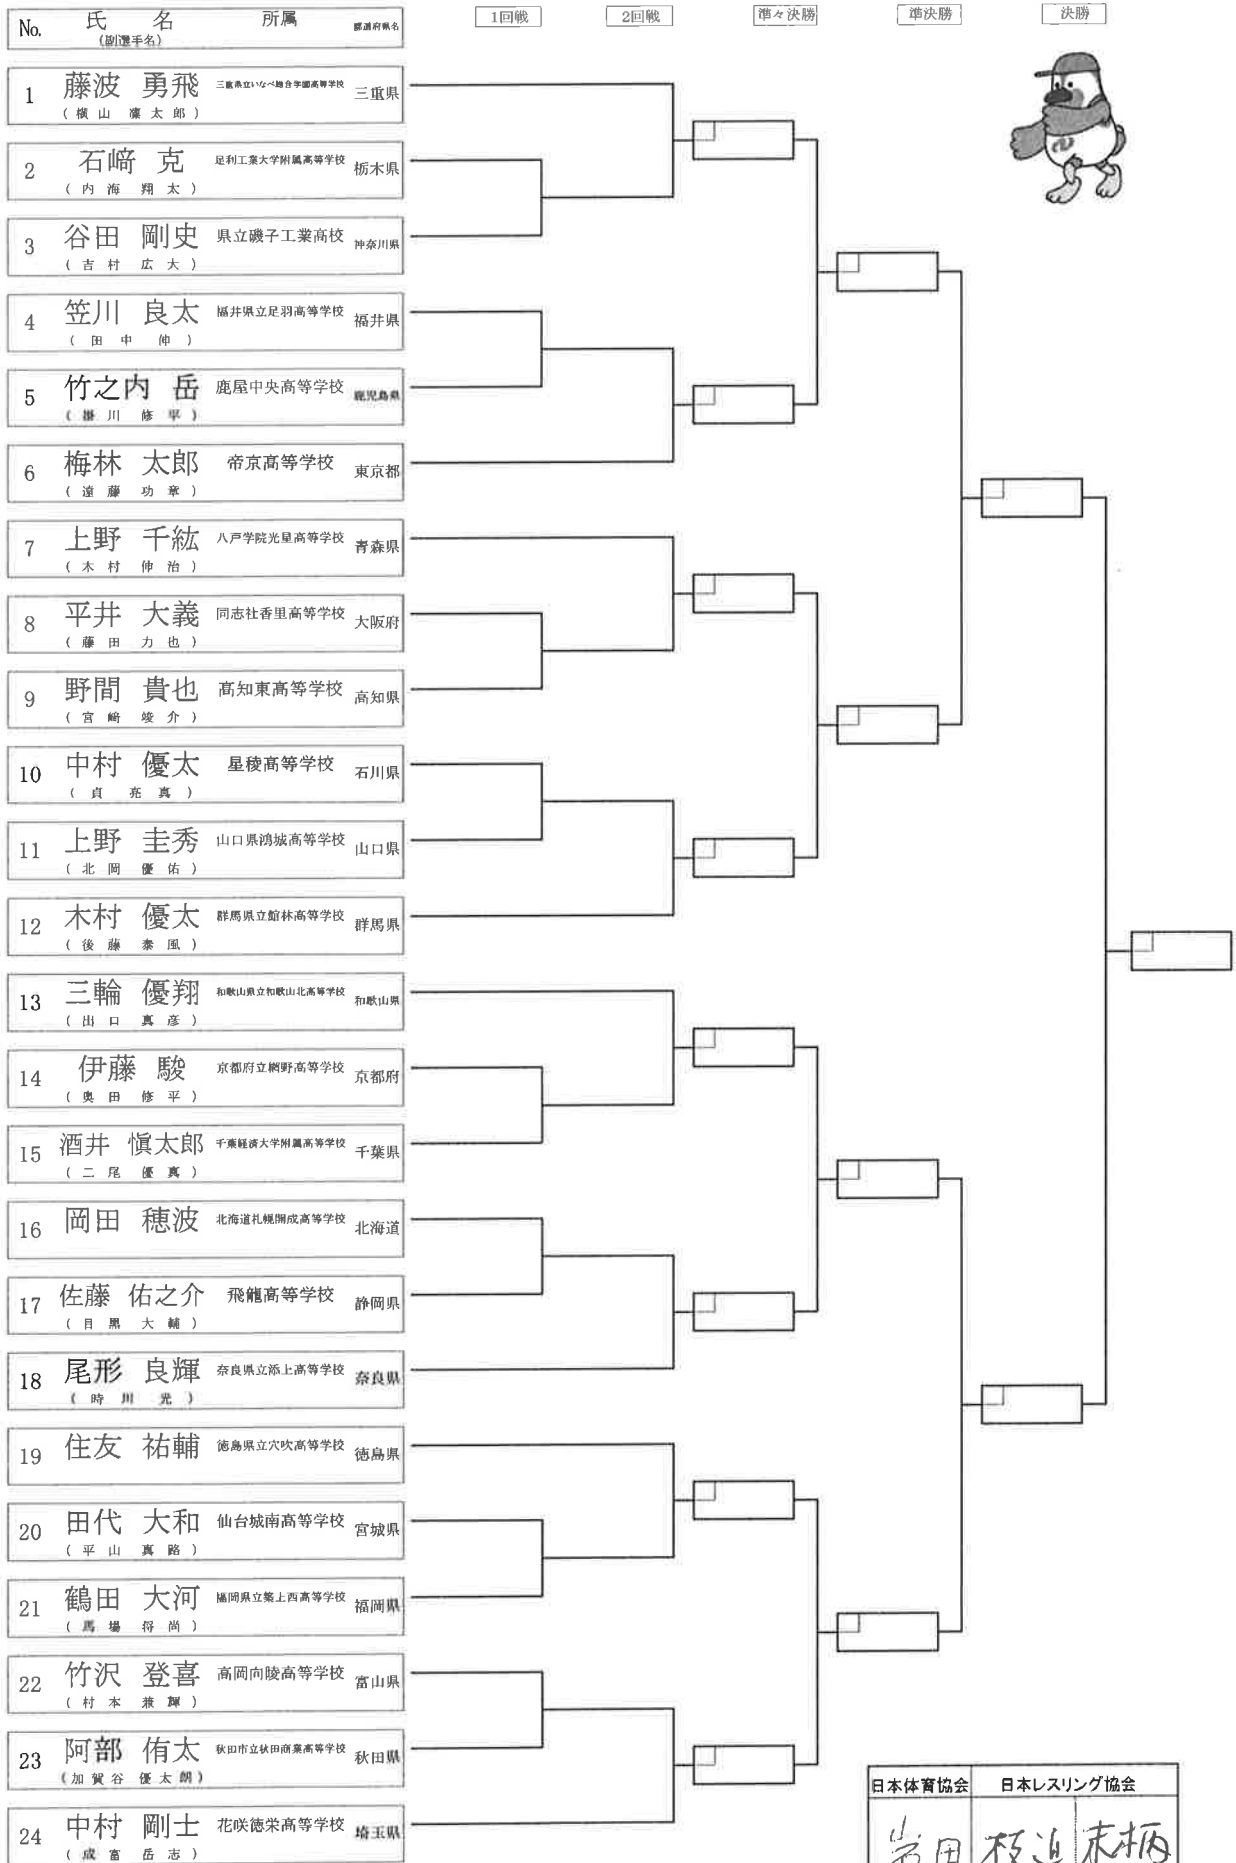 No. 氏 名 所属 都道府県名
(副選手名)
1回戦 2回戦 準々決勝 準決勝 決勝
1 藤波 勇飛 三重県立いなべ総合学園高等学校 三重県
(横山 凜太郎)
2 石﨑 克 足利工業大学附属高等学校 栃木県
(内海 翔太)
3 谷田 剛史 県立磯子工業高校 神奈川県
(吉村 広大)
4 笠川 良太 福井県立足羽高等学校 福井県
(田中 伸)
5 竹之内 岳 鹿屋中央高等学校 鹿児島県
(掛川 修平)
6 梅林 太郎 帝京高等学校 東京都
(遠藤 功章)
7 上野 千紘 八戸学院光星高等学校 青森県
(木村 伸治)
8 平井 大義 同志社香里高等学校 大阪府
(藤田 力也)
9 野間 貴也 高知東高等学校 高知県
(宮崎 竣介)
10 中村 優太 星稜高等学校 石川県
(貞 亮真)
11 上野 圭秀 山口県鴻城高等学校 山口県
(北岡 優佑)
12 木村 優太 群馬県立館林高等学校 群馬県
(後藤 泰風)
13 三輪 優翔 和歌山県立和歌山北高等学校 和歌山県
(出口 真彦)
14 伊藤 駿 京都府立網野高等学校 京都府
(奥田 修平)
15 酒井 愼太郎 千葉経済大学附属高等学校 千葉県
(二尾 優真)
16 岡田 穂波 北海道札幌開成高等学校 北海道
17 佐藤 佑之介 飛龍高等学校 静岡県
(目黒 大輔)
18 尾形 良輝 奈良県立添上高等学校 奈良県
(時川 光)
19 住友 祐輔 徳島県立穴吹高等学校 徳島県
20 田代 大和 仙台城南高等学校 宮城県
(平山 真路)
21 鶴田 大河 福岡県立築上西高等学校 福岡県
(馬場 将尚)
22 竹沢 登喜 高岡向陵高等学校 富山県
(村本 兼輝)
23 阿部 侑太 秋田市立秋田商業高等学校 秋田県
(加賀谷 優太朗)
24 中村 剛士 花咲徳栄高等学校 埼玉県
(成富 岳志)
日本体育協会 日本レスリング協会